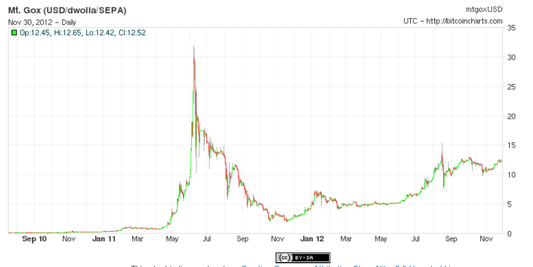 Mt. Gox (USD/dwolla/SEPA)
mtgoxUSD
Nov 30, 2012 - Daily
UTC - http://bitcoincharts.com
Op:12.45, Hi:12.65, Lo:12.42, Cl:12.52
35
30
25
20
15
10
5
0
Sep 10 Nov Jan 11 Mar May Jul Sep Nov Jan 12 Mar May Jul Sep Nov
cc BY-SA